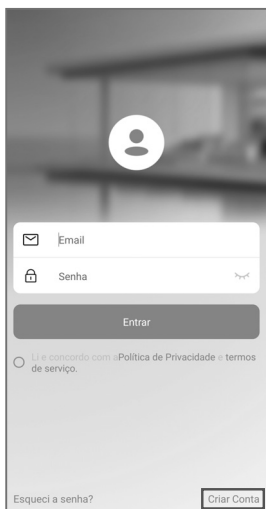 Email
Senha
Entrar
Li e concordo com a Política de Privacidade e termos
de serviço.
Esqueci a senha? Criar Conta